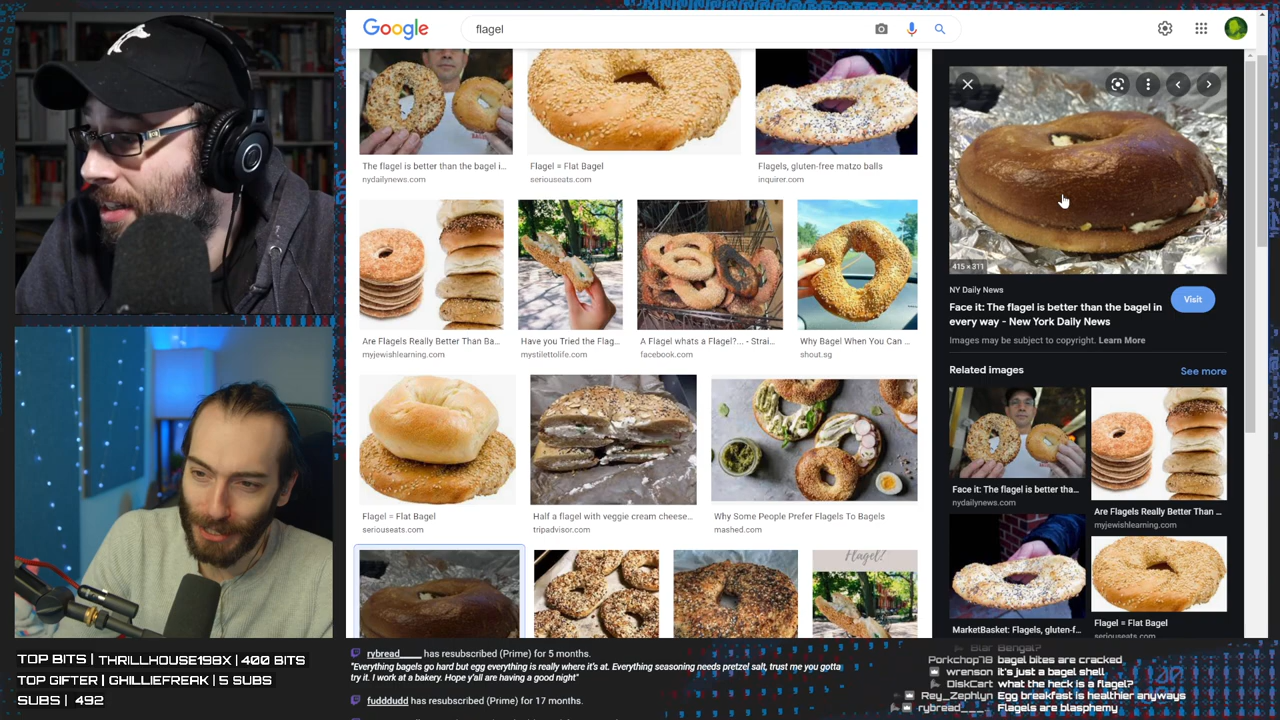 Google
flagel
The flagel is better than the bagel i...
nydailynews.com
Flagel = Flat Bagel
seriouseats.com
Flagels, gluten-free matzo balls
inquirer.com
Are Flagels Really Better Than Ba...
myjewishlearning.com
Have you Tried the Flag...
mystilettolife.com
A Flagel whats a Flagel?... - Strai...
facebook.com
Why Bagel When You Can ...
shout.sg
Flagel = Flat Bagel
seriouseats.com
Half a flagel with veggie cream cheese...
tripadvisor.com
Why Some People Prefer Flagels To Bagels
mashed.com
Flagel?
415 × 311
NY Daily News
Face it: The flagel is better than the bagel in
every way - New York Daily News
Visit
Images may be subject to copyright. Learn More
Related images
See more
Face it: The flagel is better tha...
nydailynews.com
Are Flagels Really Better Than ...
myjewishlearning.com
MarketBasket: Flagels, gluten-f...
Flagel = Flat Bagel
seriouseats.com
TOP BITS | THRILLHOUSE198X | 400 BITS
TOP GIFTER | GHILLIEFREAK | 5 SUBS
SUBS | 492
rybread____ has resubscribed (Prime) for 5 months.
"Everything bagels go hard but egg everything is really where it's at. Everything seasoning needs pretzel salt, trust me you gotta
try it. I work at a bakery. Hope y'all are having a good night"
fudddudd has resubscribed (Prime) for 17 months.
Blar Bengal?
Porkchop78 bagel bites are cracked
wrenson it's just a bagel shell
DiskCart what the heck is a flagel?
Rey_Zephlyn Egg breakfast is healthier anyways
rybread____ Flagels are blasphemy